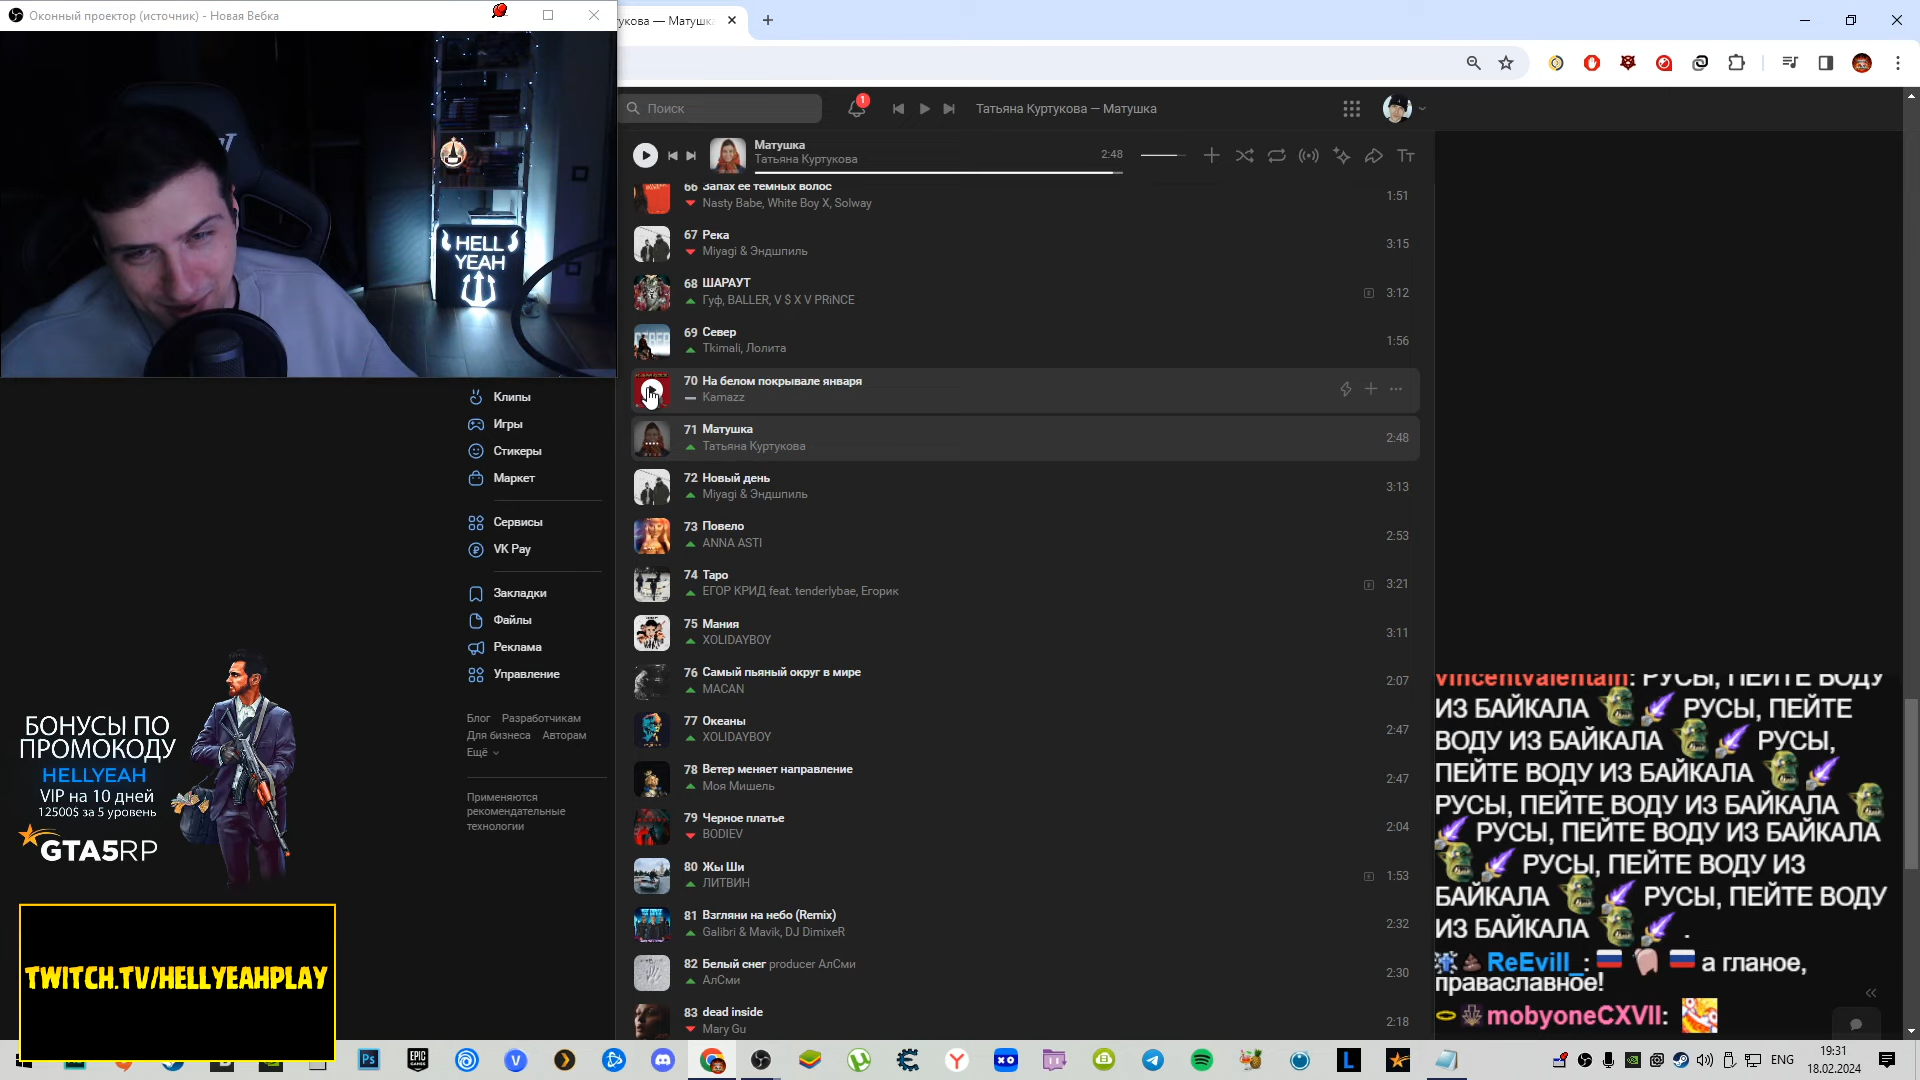 Оконный проектор (источник) - Новая Вебка
укова — Матушка
HELL
YEAH
Поиск
1
Татьяна Куртукова — Матушка
Матушка
Татьяна Куртукова
2:48
66 Запах её тёмных волос
Nasty Babe, White Boy X, Solway
1:51
67 Река
Miyagi & Эндшпиль
3:15
68 ШАРАУТ
Гуф, BALLER, V $ X V PRiNCE
3:12
69 Север
Tkimali, Лолита
1:56
70 На белом покрывале января
Kamazz
71 Матушка
Татьяна Куртукова
2:48
72 Новый день
Miyagi & Эндшпиль
3:13
73 Повело
ANNA ASTI
2:53
74 Таро
ЕГОР КРИД feat. tenderlybae, Егорик
3:21
75 Мания
XOLIDAYBOY
3:11
76 Самый пьяный округ в мире
MACAN
2:07
77 Океаны
XOLIDAYBOY
2:47
78 Ветер меняет направление
Моя Мишель
2:47
79 Черное платье
BODIEV
2:04
80 Жы Ши
ЛИТВИН
1:53
81 Взгляни на небо (Remix)
Galibri & Mavik, DJ DimixeR
2:32
82 Белый снег producer АлСми
АлСми
2:30
83 dead inside
Mary Gu
2:18
Клипы
Игры
Стикеры
Маркет
Сервисы
VK Pay
Закладки
Файлы
Реклама
Управление
Блог Разработчикам
Для бизнеса Авторам
Ещё
Применяются
рекомендательные
технологии
БОНУСЫ ПО
ПРОМОКОДУ
HELLYEAH
VIP на 10 дней
12500$ за 5 уровень
GTA5RP
TWITCH.TV/HELLYEAHPLAY
vincentvalentain: РУСЫ, ПЕЙТЕ ВОДУ
ИЗ БАЙКАЛА РУСЫ, ПЕЙТЕ
ВОДУ ИЗ БАЙКАЛА РУСЫ,
ПЕЙТЕ ВОДУ ИЗ БАЙКАЛА
РУСЫ, ПЕЙТЕ ВОДУ ИЗ БАЙКАЛА
РУСЫ, ПЕЙТЕ ВОДУ ИЗ БАЙКАЛА
РУСЫ, ПЕЙТЕ ВОДУ ИЗ
БАЙКАЛА РУСЫ, ПЕЙТЕ ВОДУ
ИЗ БАЙКАЛА .
ReEvill_: а гланое,
праваславное!
mobyoneCXVII:
ENG
19:31
18.02.2024